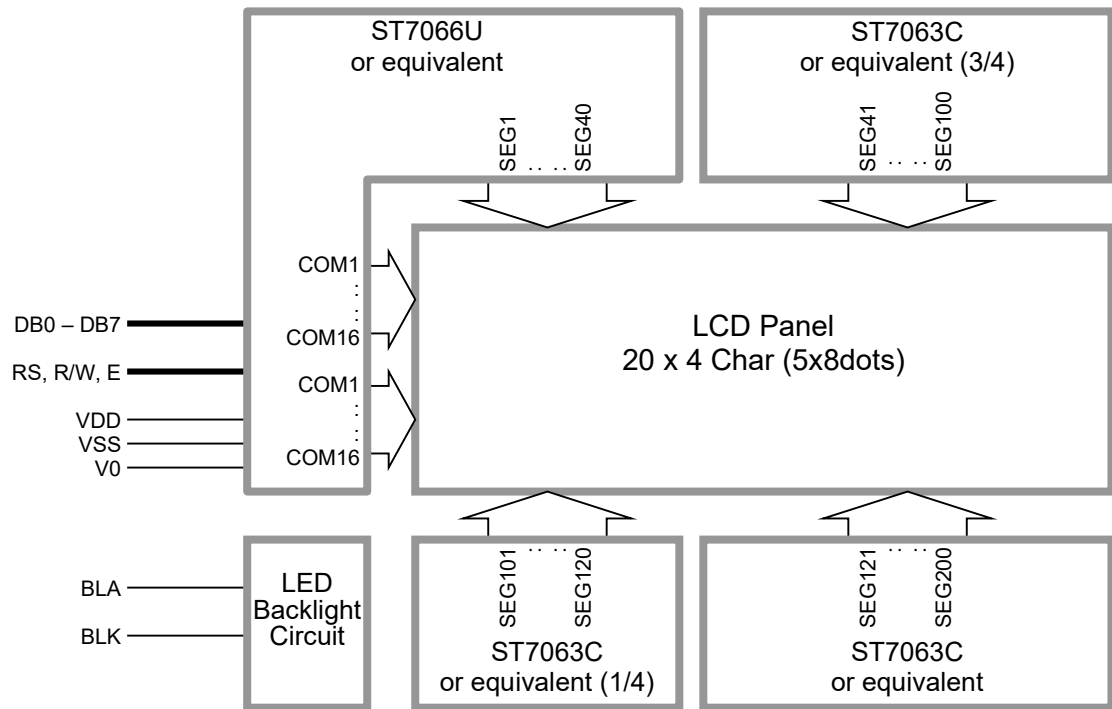 ST7066U
or equivalent
SEG1
.. ..
SEG40
ST7063C
or equivalent (3/4)
SEG41
.. ..
SEG100
COM1
....
COM16
COM1
....
COM16
DB0 – DB7
RS, R/W, E
VDD
VSS
V0
LCD Panel
20 x 4 Char (5x8dots)
BLA
BLK
LED
Backlight
Circuit
SEG101
.. ..
SEG120
ST7063C
or equivalent (1/4)
SEG121
.. ..
SEG200
ST7063C
or equivalent